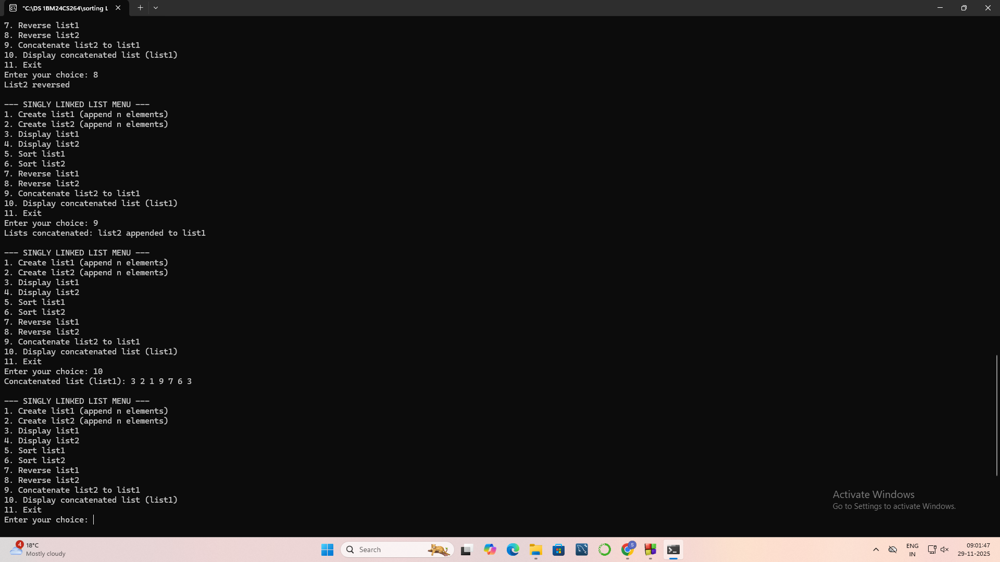 "C:\DS 1BM24CS264\sorting L
7. Reverse list1
8. Reverse list2
9. Concatenate list2 to list1
10. Display concatenated list (list1)
11. Exit
Enter your choice: 8
List2 reversed
--- SINGLY LINKED LIST MENU ---
1. Create list1 (append n elements)
2. Create list2 (append n elements)
3. Display list1
4. Display list2
5. Sort list1
6. Sort list2
7. Reverse list1
8. Reverse list2
9. Concatenate list2 to list1
10. Display concatenated list (list1)
11. Exit
Enter your choice: 9
Lists concatenated: list2 appended to list1
--- SINGLY LINKED LIST MENU ---
1. Create list1 (append n elements)
2. Create list2 (append n elements)
3. Display list1
4. Display list2
5. Sort list1
6. Sort list2
7. Reverse list1
8. Reverse list2
9. Concatenate list2 to list1
10. Display concatenated list (list1)
11. Exit
Enter your choice: 10
Concatenated list (list1): 3 2 1 9 7 6 3
--- SINGLY LINKED LIST MENU ---
1. Create list1 (append n elements)
2. Create list2 (append n elements)
3. Display list1
4. Display list2
5. Sort list1
6. Sort list2
7. Reverse list1
8. Reverse list2
9. Concatenate list2 to list1
10. Display concatenated list (list1)
11. Exit
Enter your choice:
Activate Windows
Go to Settings to activate Windows.
4
18°C
Mostly cloudy
Search
S
ENG
IN
09:01:47
29-11-2025